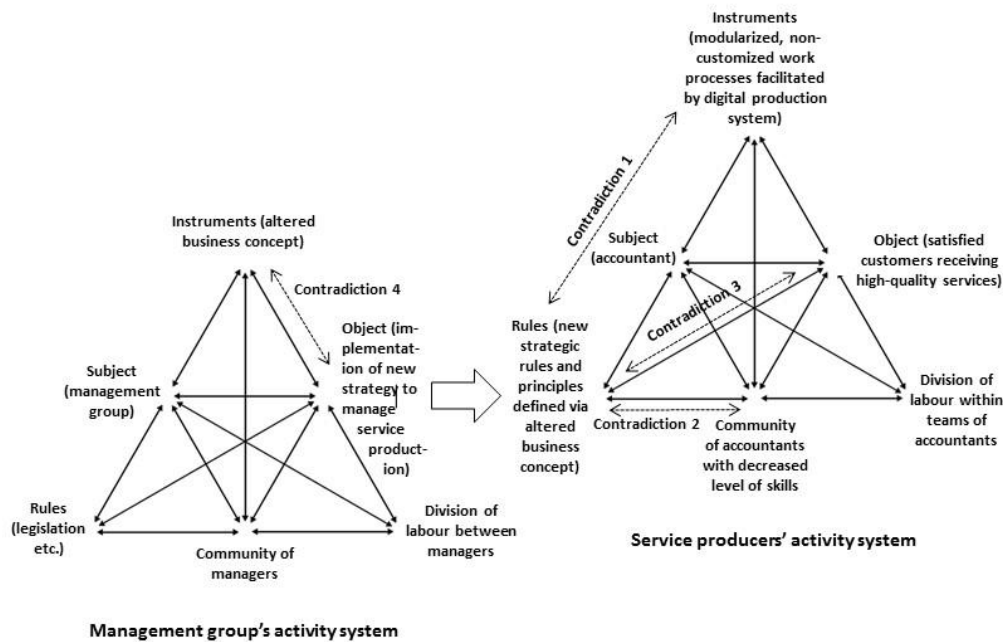 Instruments
(modularized, non-
customized work
processes facilitated
by digital production
system)
Contradiction 1
Instruments (altered
business concept)
Contradiction 4
Subject
(accountant)
Object (satisfied
customers receiving
high-quality services)
Contradiction 3
Object (im-
plementat-
ion of new
strategy to
manage
service
product-
ion)
Subject
(management
group)
Rules (new
strategic
rules and
principles
defined via
altered
business
concept)
Contradiction 2
Community
of accountants
with decreased
level of skills
Division of
labour within
teams of
accountants
Rules
(legislation
etc.)
Community of
managers
Division of
labour between
managers
Service producers' activity system
Management group's activity system